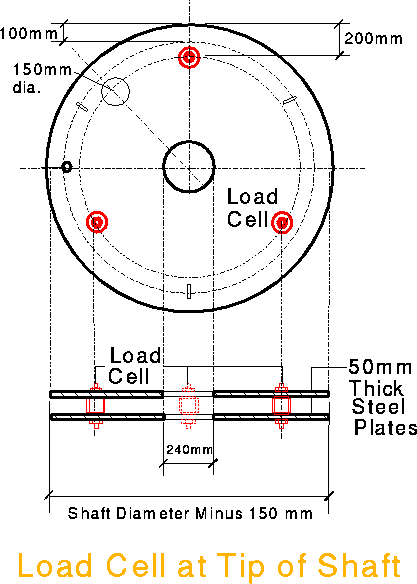 100mm
200mm
150mm
dia.
Load
Cell
Load
Cell
50mm
Thick
Steel
Plates
240mm
Shaft Diameter Minus 150 mm
Load Cell at Tip of Shaft